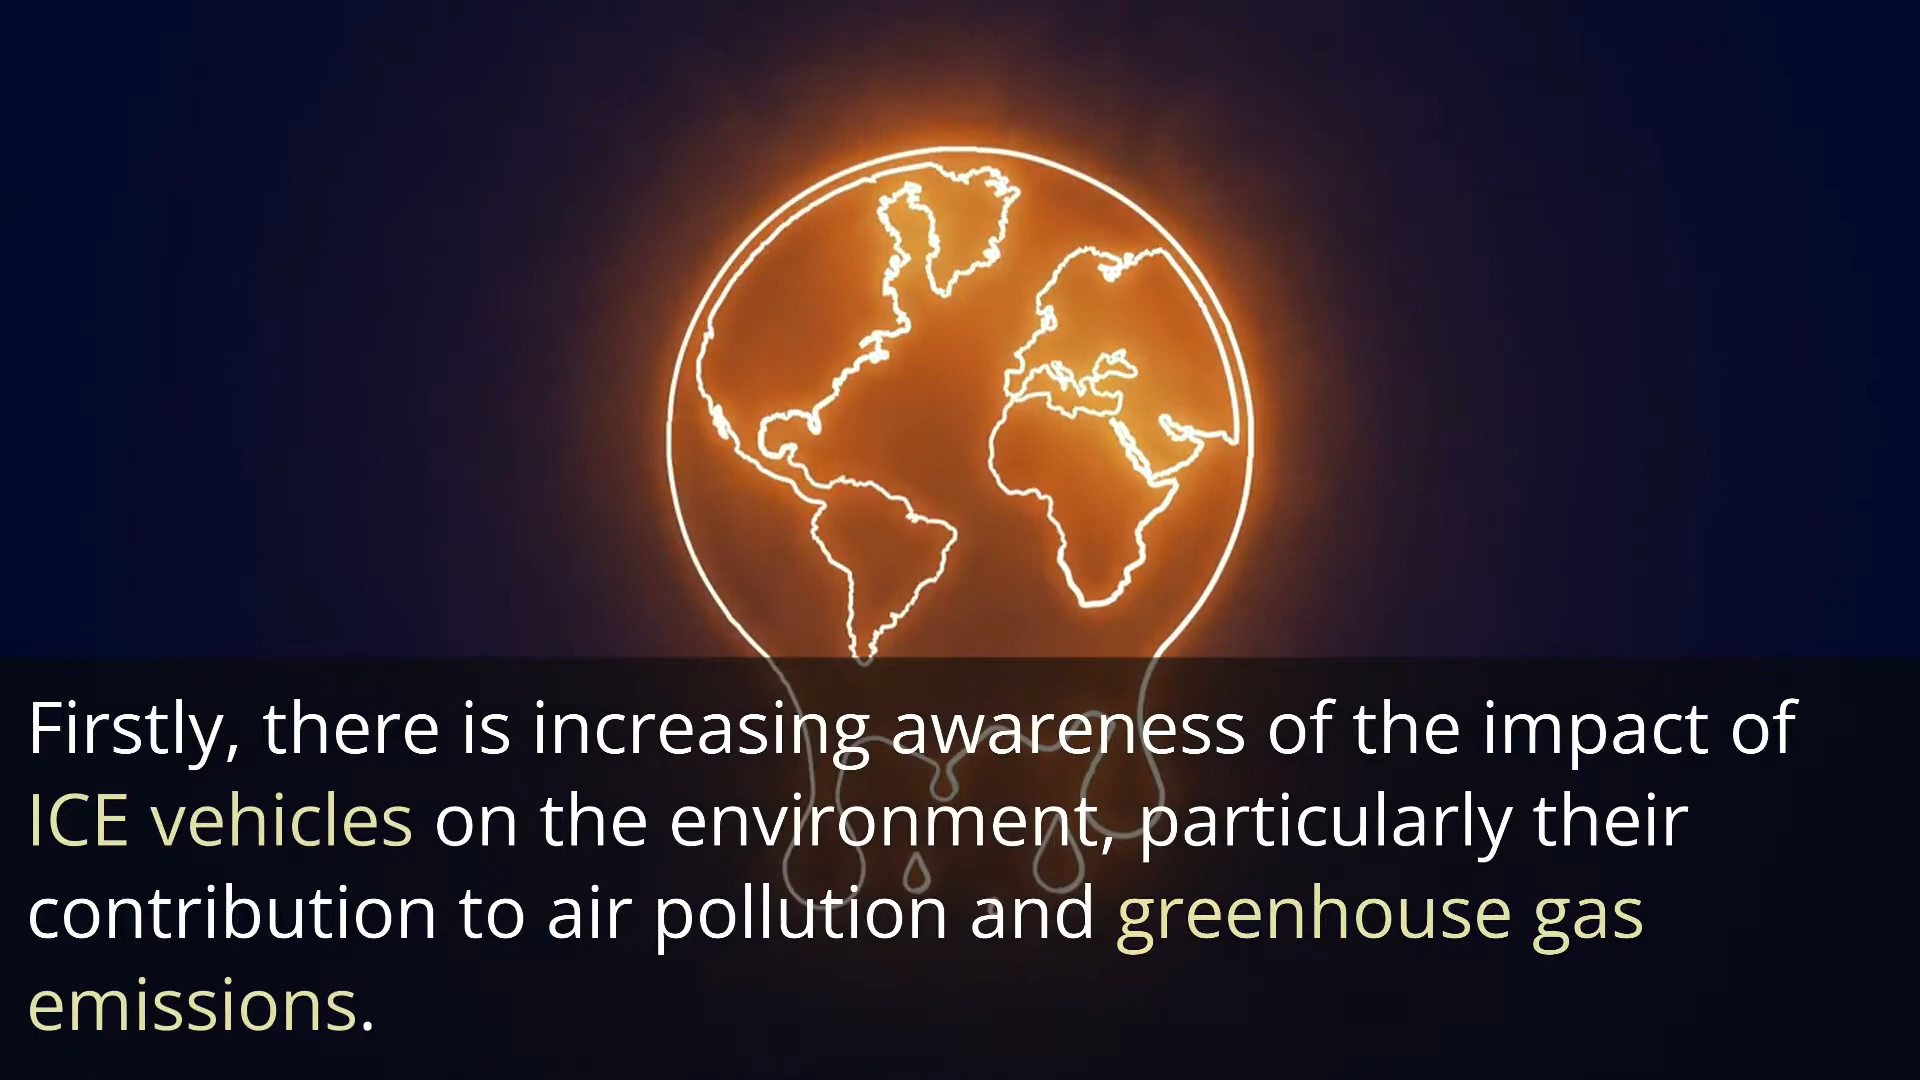 Firstly, there is increasing awareness of the impact of
ICE vehicles on the environment, particularly their
contribution to air pollution and greenhouse gas
emissions.